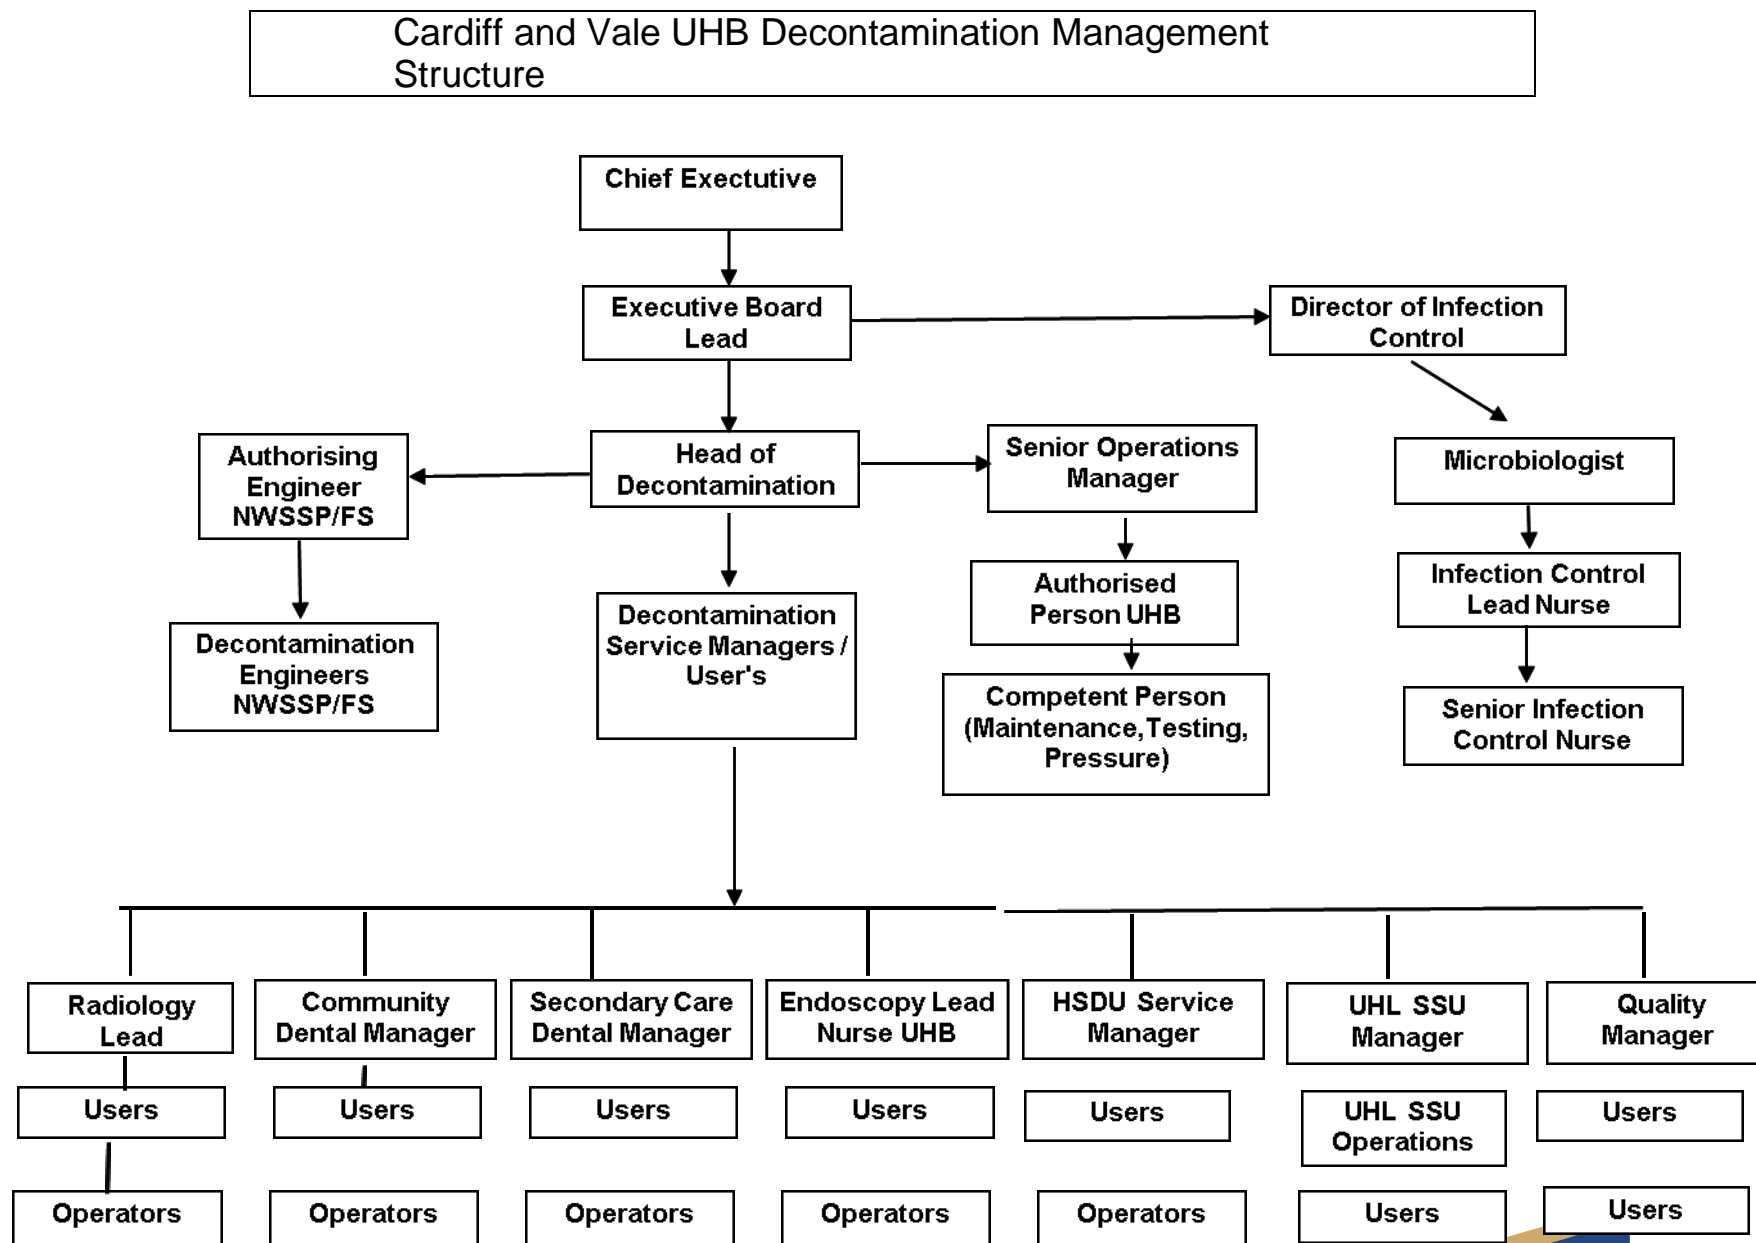 Cardiff and Vale UHB Decontamination Management
Structure
Chief Exectutive
Executive Board
Lead
Director of Infection
Control
Authorising
Engineer
NWSSP/FS
Head of
Decontamination
Senior Operations
Manager
Microbiologist
Decontamination
Engineers
NWSSP/FS
Decontamination
Service Managers /
User's
Authorised
Person UHB
Infection Control
Lead Nurse
Competent Person
(Maintenance,Testing,
Pressure)
Senior Infection
Control Nurse
Radiology
Lead
Community
Dental Manager
Secondary Care
Dental Manager
Endoscopy Lead
Nurse UHB
HSDU Service
Manager
UHL SSU
Manager
Quality
Manager
Users
Users
Users
Users
Users
UHL SSU
Operations
Users
Operators
Operators
Operators
Operators
Operators
Users
Users